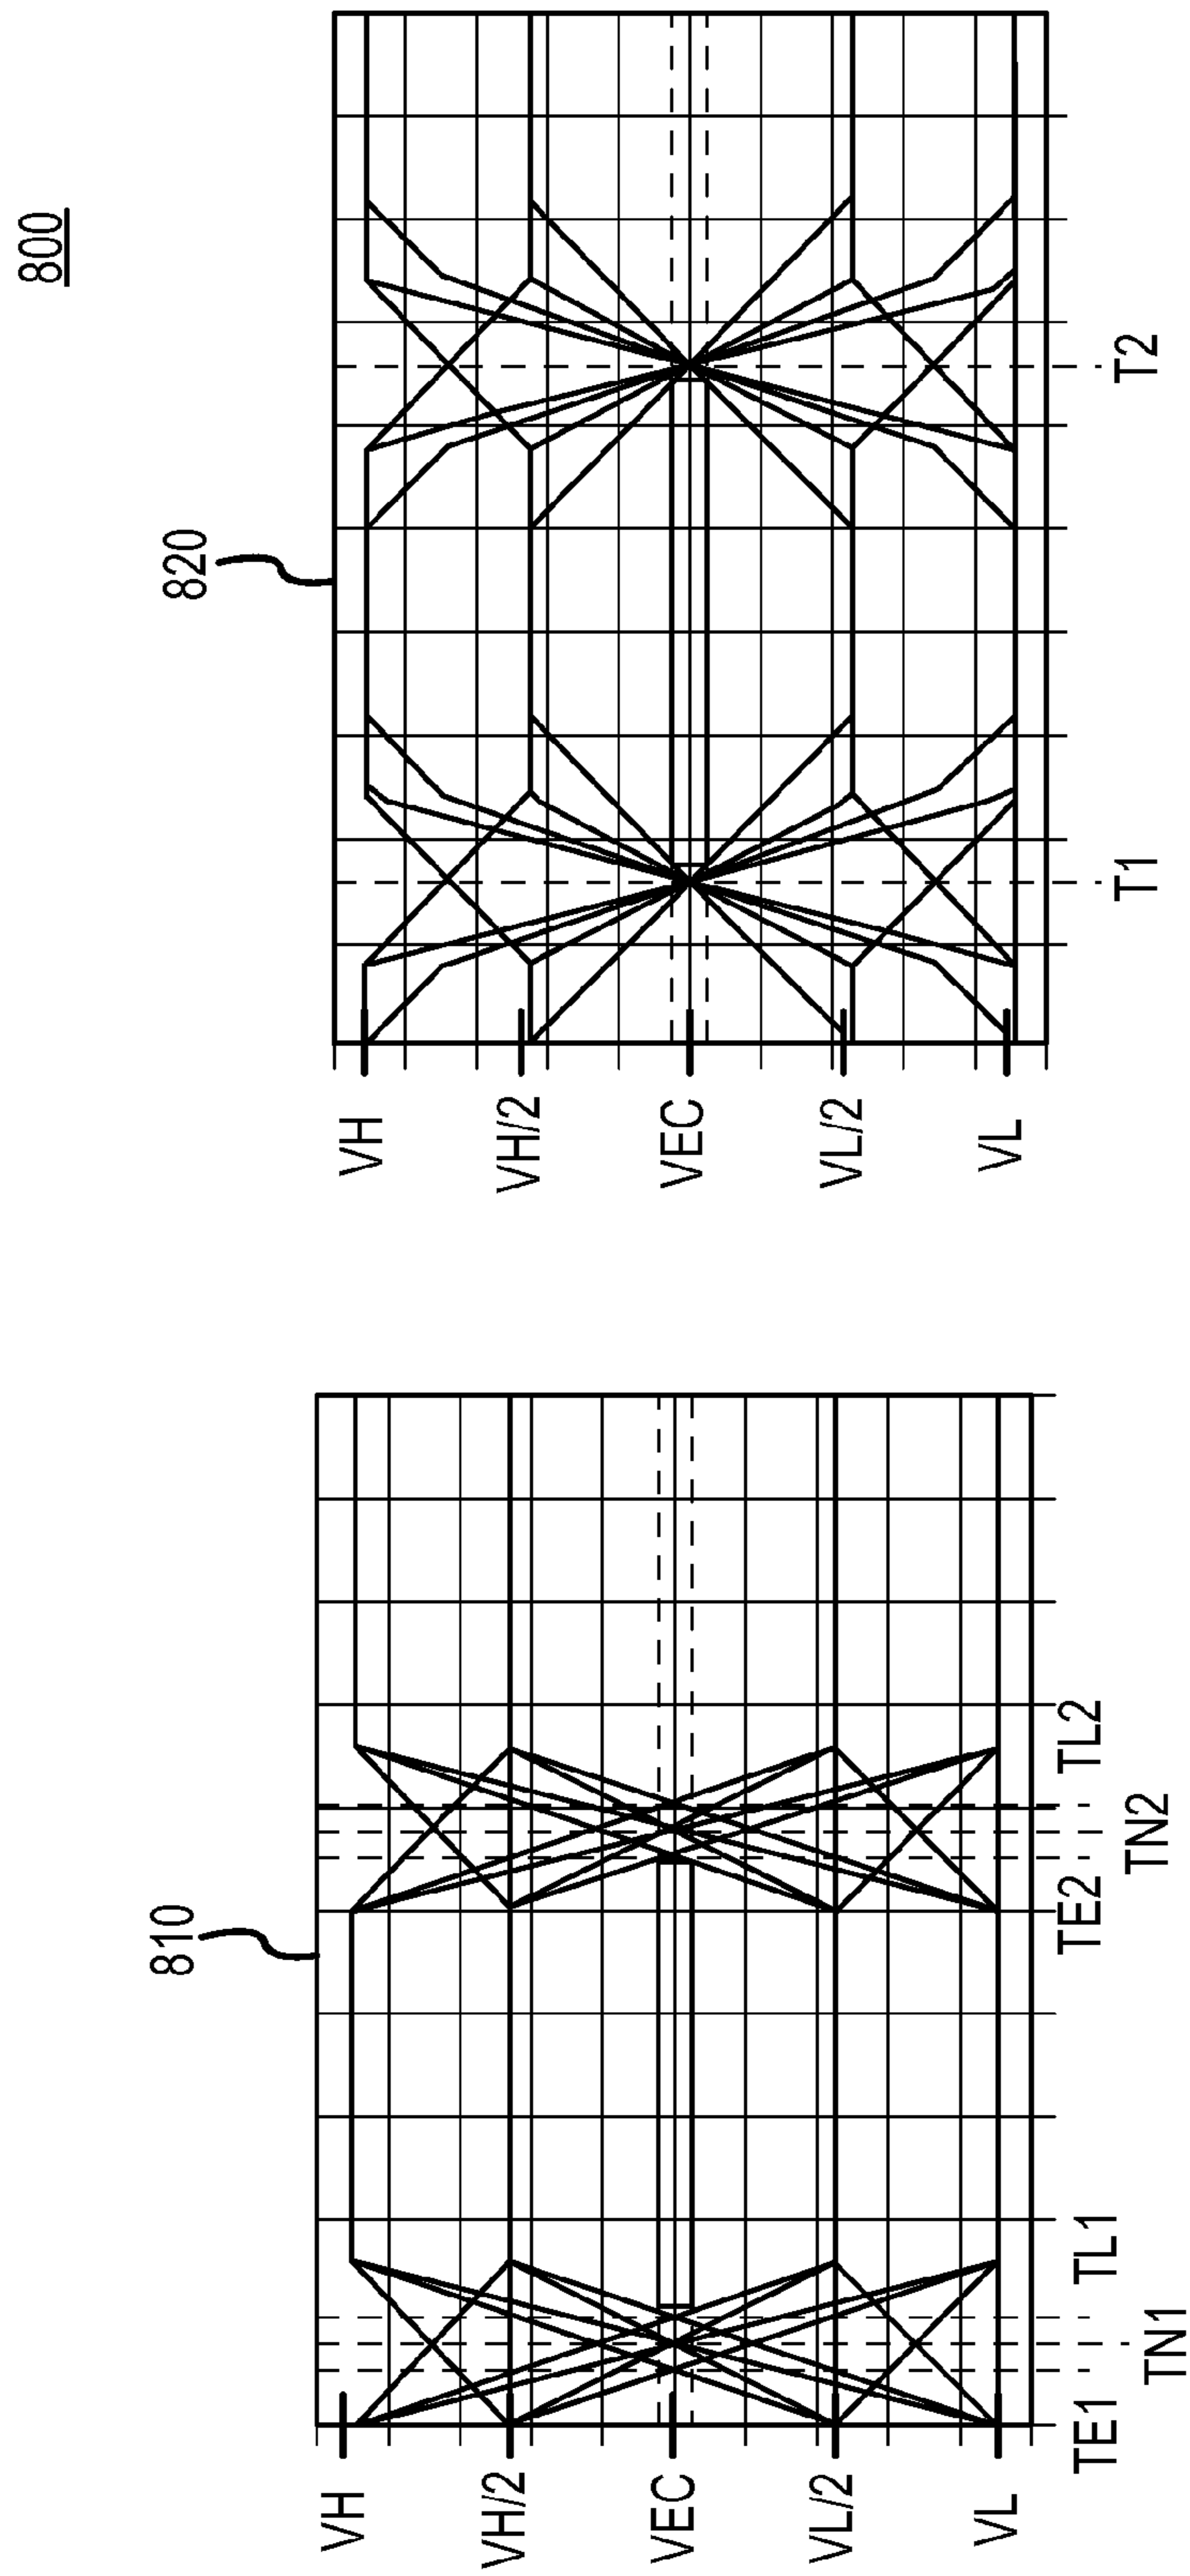 800
810
VH
VH/2
VEC
VL/2
VL
TE1
TN1
TL1
TE2
TN2
TL2
820
VH
VH/2
VEC
VL/2
VL
T1
T2